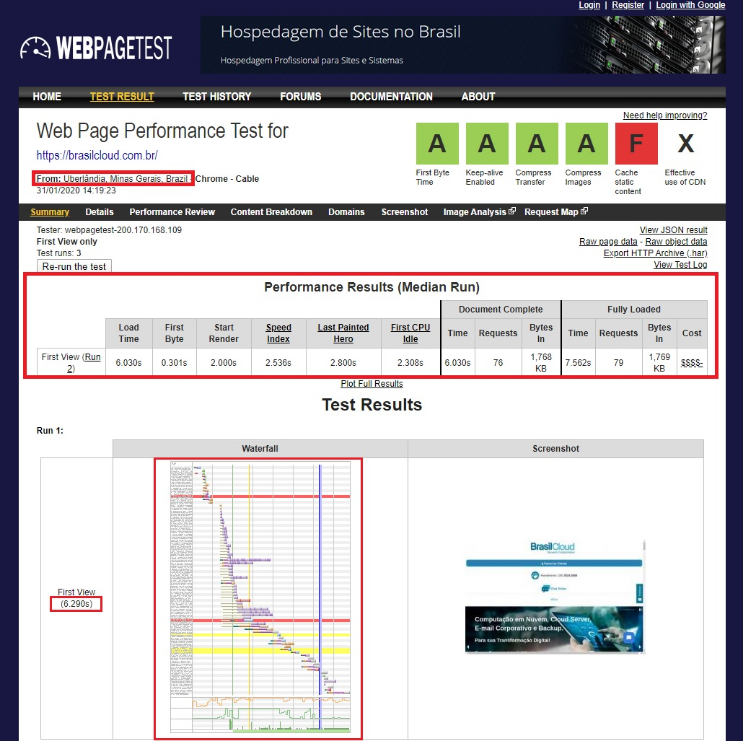 Login | Register | Login with Google
WEBPAGETEST
Hospedagem de Sites no Brasil
Hospedagem Profissional para Sites e Sistemas
HOME TEST RESULT TEST HISTORY FORUMS DOCUMENTATION ABOUT
Need help improving?
Web Page Performance Test for
https://brasilcloud.com.br/
From: Uberlândia, Minas Gerais, Brazil - Chrome - Cable
31/01/2020 14:19:23
A A A A F X
First Byte Time
Keep-alive Enabled
Compress Transfer
Compress Images
Cache static content
Effective use of CDN
Summary Details Performance Review Content Breakdown Domains Screenshot Image Analysis Request Map
Tester: webpagetest-200.170.168.109
First View only
Test runs: 3
Re-run the test
View JSON result
Raw page data - Raw object data
Export HTTP Archive (.har)
View Test Log
Performance Results (Median Run)
Document Complete Fully Loaded
Load Time First Byte Start Render Speed Index Last Painted Hero First CPU Idle Time Requests Bytes In Time Requests Bytes In Cost
First View (Run 2) 6.030s 0.301s 2.000s 2.536s 2.800s 2.308s 6.030s 76 1,768 KB 7.562s 79 1,769 KB $$$$-
Plot Full Results
Test Results
Run 1:
Waterfall Screenshot
First View
(6.290s)
BrasilCloud
Computação em Nuvem, Cloud Server,
E-mail Corporativo e Backup.
Para sua Transformação Digital!